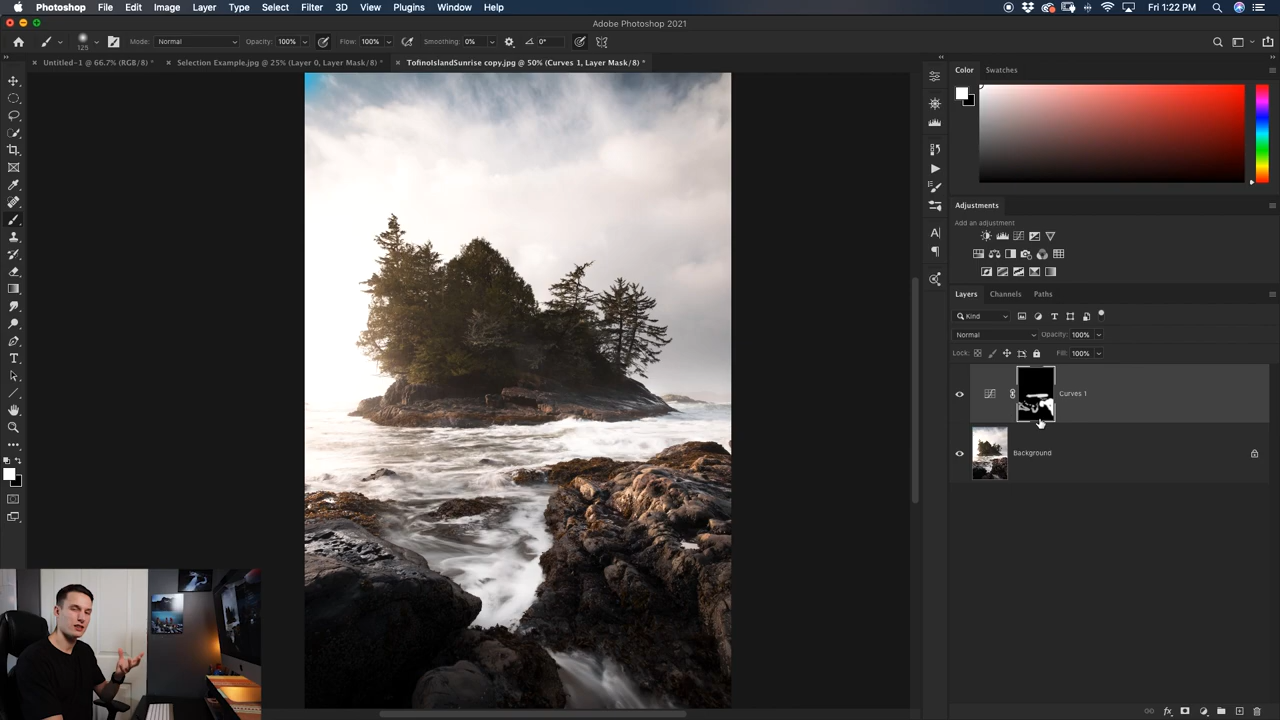 Photoshop File Edit Image Layer Type Select Filter 3D View Plugins Window Help Fri 1:22 PM
Adobe Photoshop 2021
125 Mode: Normal Opacity: 100% Flow: 100% Smoothing: 0% 0°
Untitled-1 @ 66.7% (RGB/8) * Selection Example.jpg @ 25% (Layer 0, Layer Mask/8) * TofinoIslandSunrise copy.jpg @ 50% (Curves 1, Layer Mask/8) *
Color Swatches
Adjustments
Add an adjustment
Layers Channels Paths
Kind
Normal Opacity: 100%
Lock: Fill: 100%
Curves 1
Background